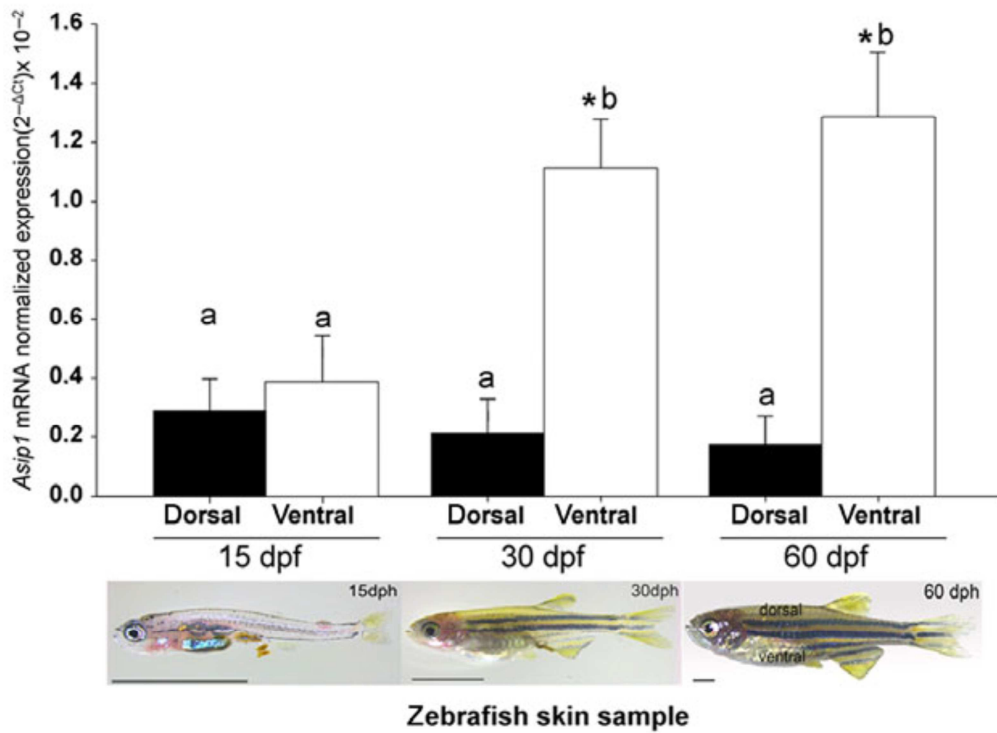 Asip1 mRNA normalized expression(2−ΔCt)x 10−2
1.6
1.4
1.2
1.0
0.8
0.6
0.4
0.2
0.0
a
a
a
*b
a
*b
Dorsal Ventral Dorsal Ventral Dorsal Ventral
15 dpf 30 dpf 60 dpf
15dph 30dph 60 dph
dorsal
ventral
Zebrafish skin sample